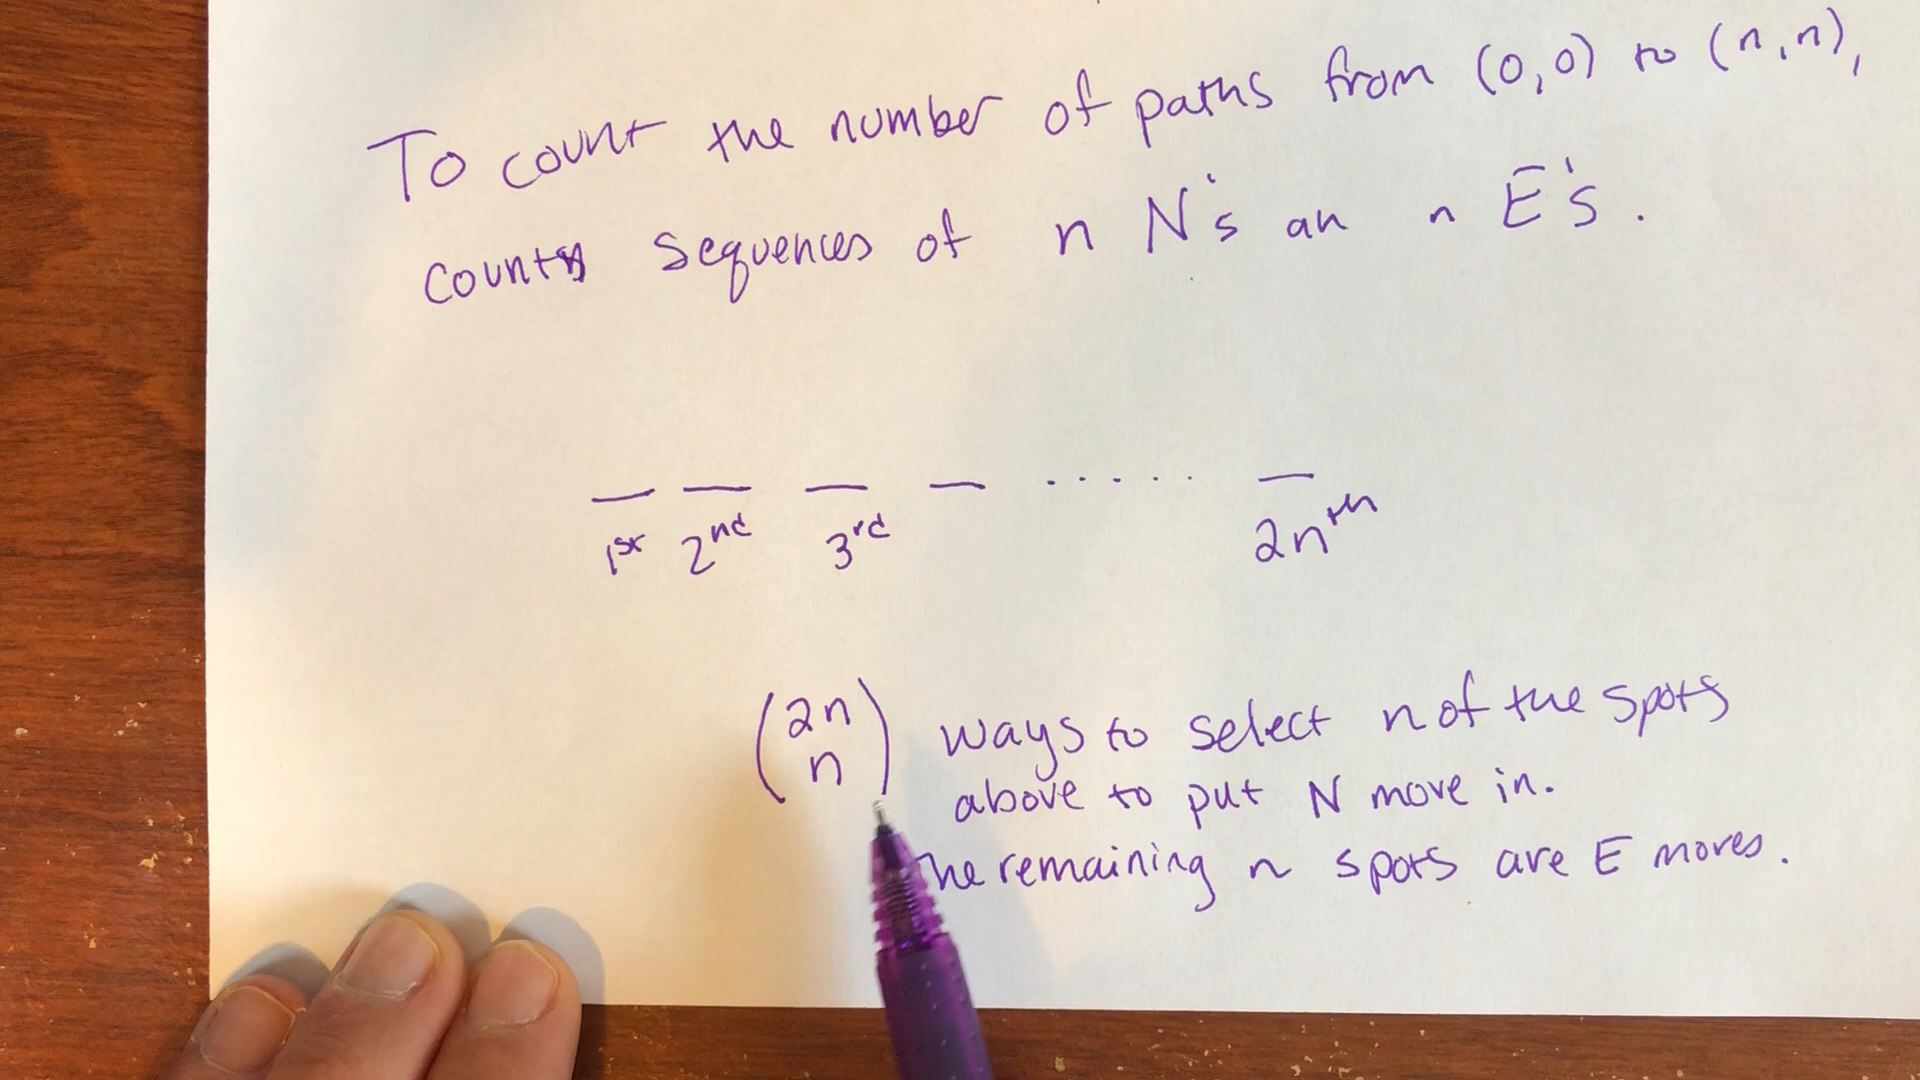 To count the number of paths from (0,0) to (n,n),
count sequences of n N's an n E's.
_ _ _ _ ..... _
1st 2nd 3rd 2nth
(2n n) ways to select n of the spots
above to put N move in.
he remaining n spots are E moves.